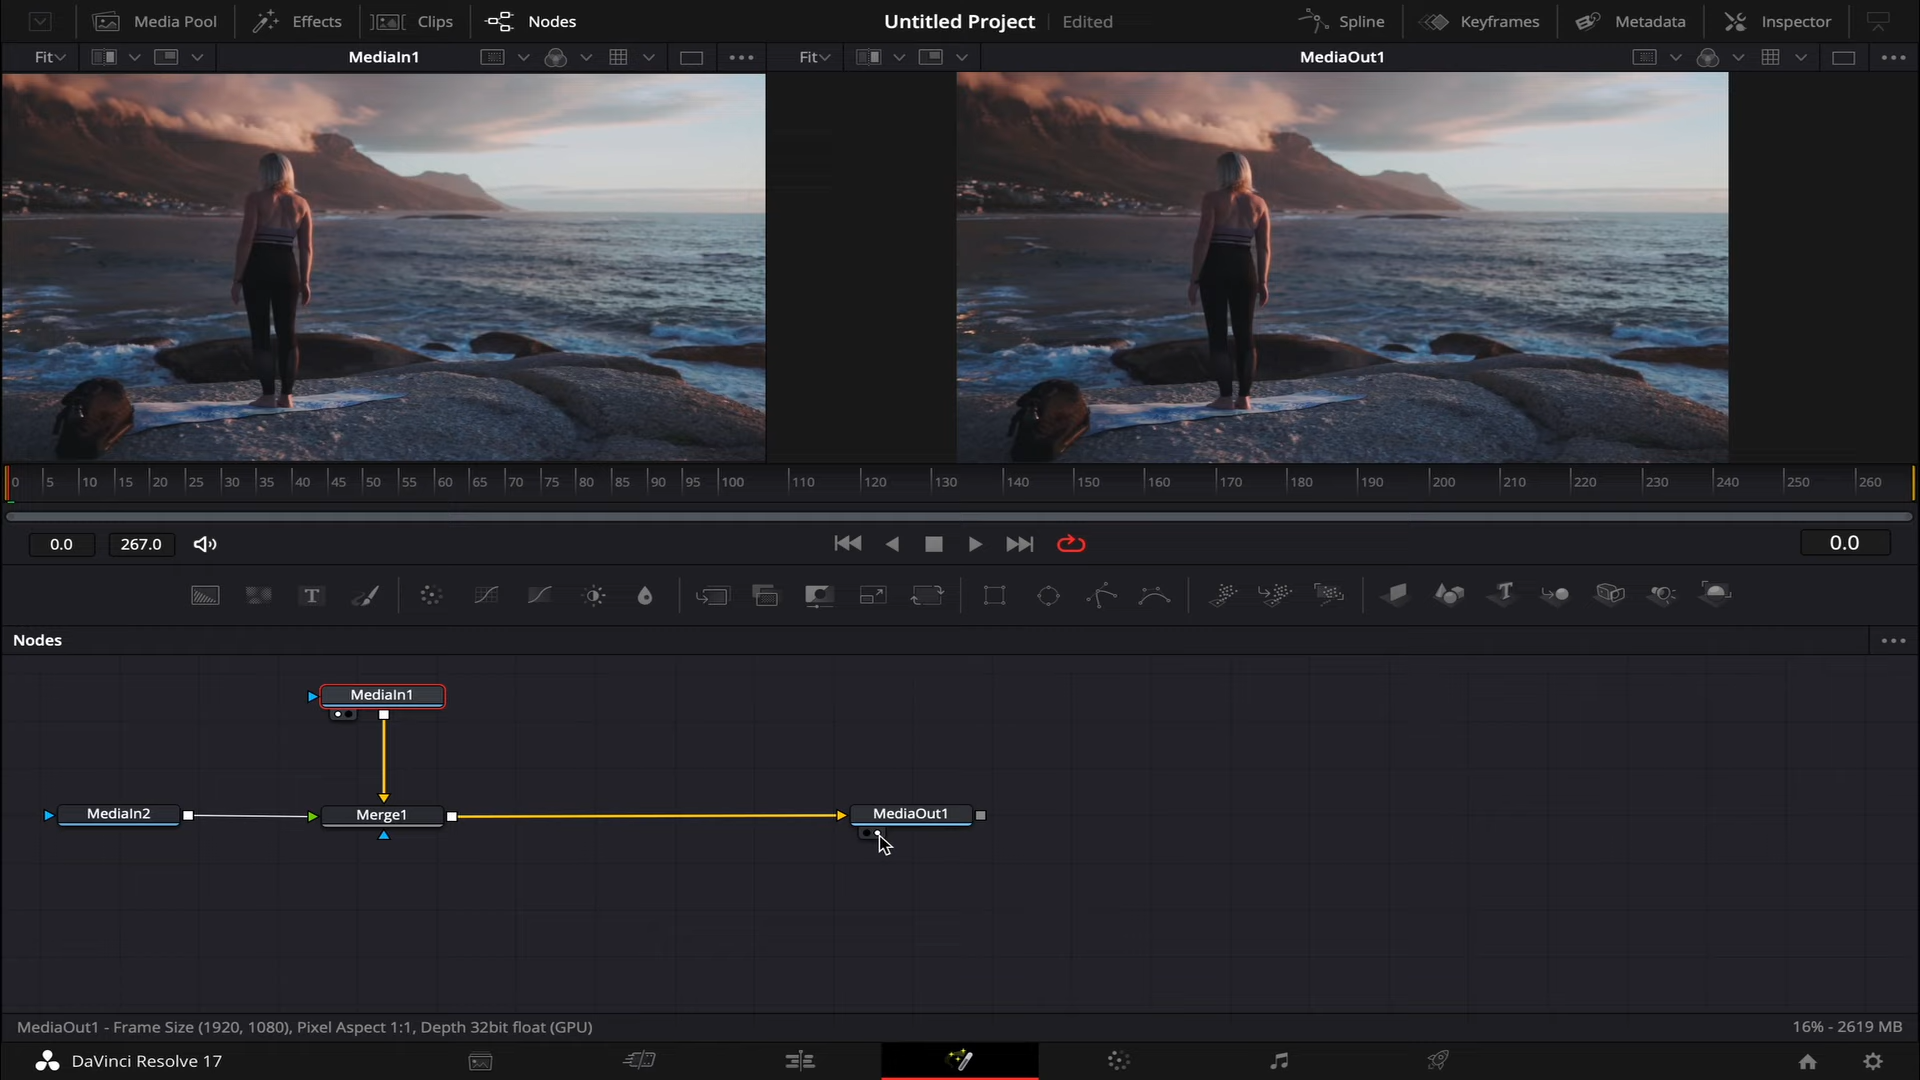 Media Pool Effects Clips Nodes Untitled Project Edited Spline Keyframes Metadata Inspector
Fit MediaIn1 Fit MediaOut1
0 5 10 15 20 25 30 35 40 45 50 55 60 65 70 75 80 85 90 95 100 110 120 130 140 150 160 170 180 190 200 210 220 230 240 250 260
0.0 267.0 0.0
T T
Nodes
MediaIn1
MediaIn2 Merge1 MediaOut1
MediaOut1 - Frame Size (1920, 1080), Pixel Aspect 1:1, Depth 32bit float (GPU) 16% - 2619 MB
DaVinci Resolve 17